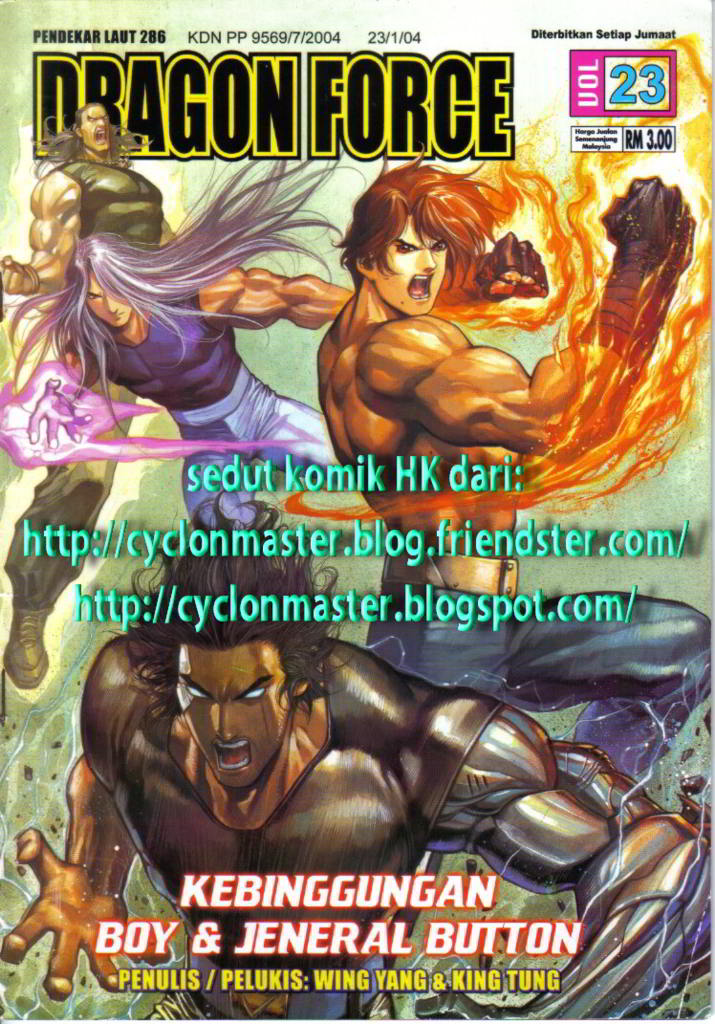 PENDEKAR LAUT 286 KDN PP 9569/7/2004 23/1/04
Diterbitkan Setiap Jumaat
DRAGON FORCE
VOL 23
Harga Jualan
Semenanjung
Malaysia
RM 3.00
sedut komik HK dari:
http://cyclonmaster.blog.friendster.com/
http://cyclonmaster.blogspot.com/
KEBINGGUNGAN
BOY & JENERAL BUTTON
PENULIS / PELUKIS: WING YANG & KING TUNG